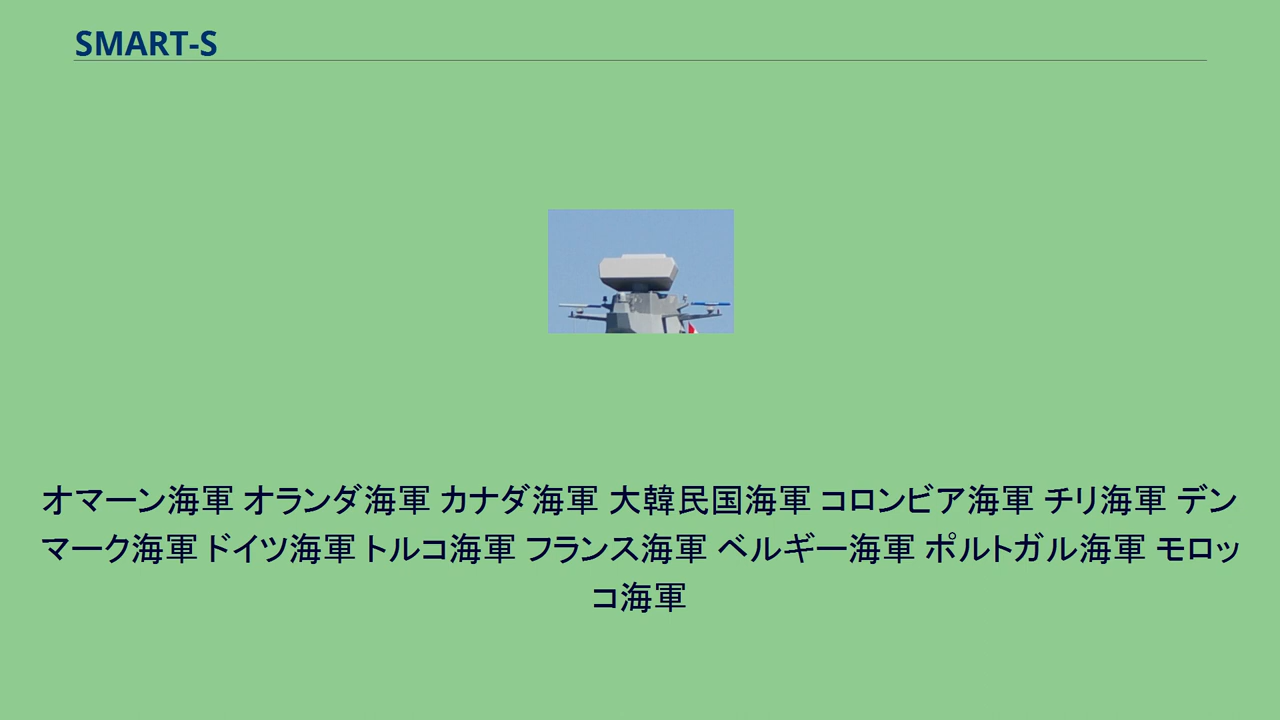 SMART-S
オマーン海軍 オランダ海軍 カナダ海軍 大韓民国海軍 コロンビア海軍 チリ海軍 デン
マーク海軍 ドイツ海軍 トルコ海軍 フランス海軍 ベルギー海軍 ポルトガル海軍 モロッ
コ海軍